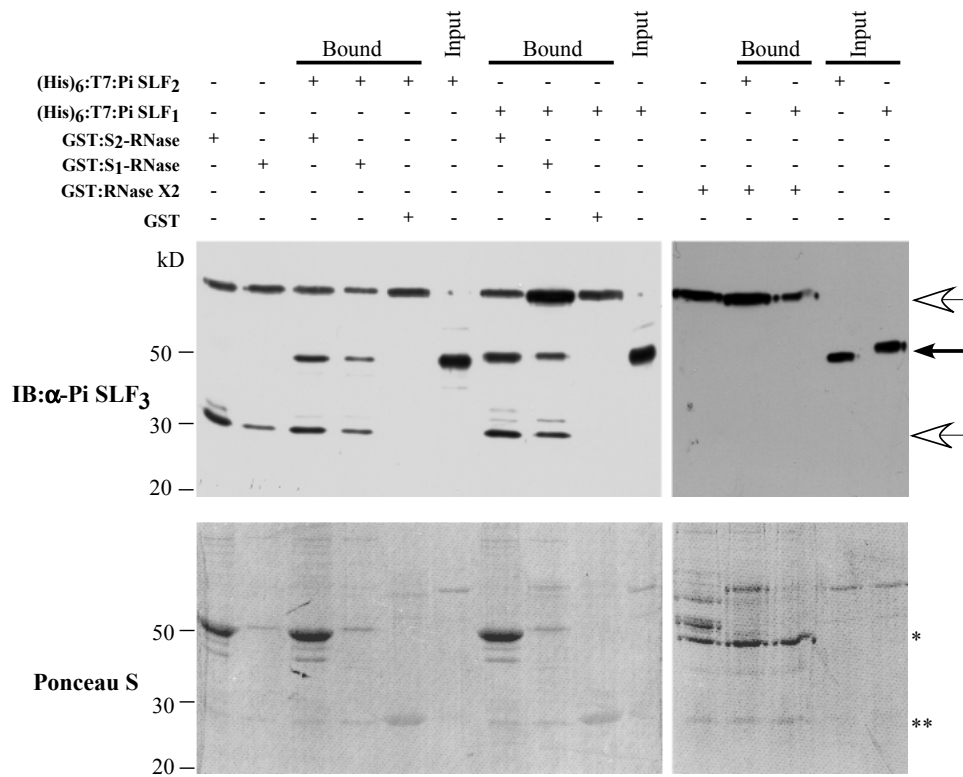 Bound Input Bound Input Bound Input
(His)6:T7:Pi SLF2 - - + + + + - - - - - + - + -
(His)6:T7:Pi SLF1 - - - - - - + + + + - - + - +
GST:S2-RNase + - + - - - + - - - - - - - -
GST:S1-RNase - + - + - - - + - - - - - - -
GST:RNase X2 - - - - - - - - - - + + + - -
GST - - - - + - - - + - - - - - -
kD
50
IB:α-Pi SLF3
30
20
50 *
Ponceau S
30
**
20